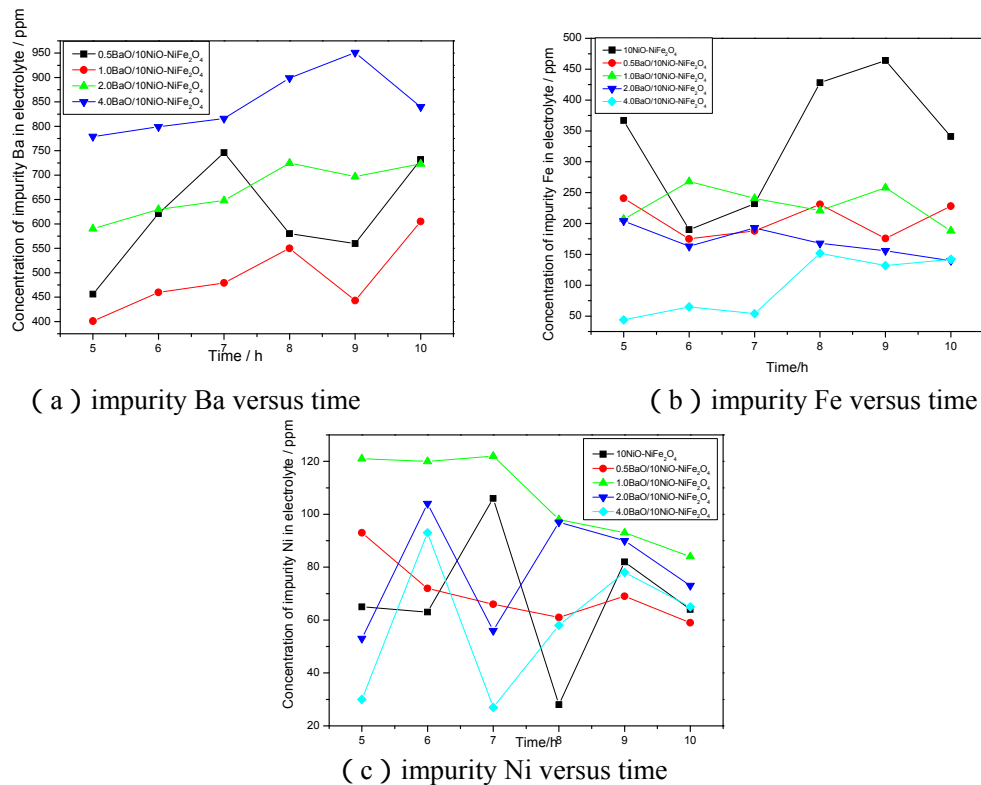 Concentration of impurity Ba in electrolyte / ppm
950
900
850
800
750
700
650
600
550
500
450
400
0.5BaO/10NiO-NiFe₂O₄
1.0BaO/10NiO-NiFe₂O₄
2.0BaO/10NiO-NiFe₂O₄
4.0BaO/10NiO-NiFe₂O₄
5 6 7 8 9 10
Time / h
( a ) impurity Ba versus time
Concentration of impurity Fe in electrolyte / ppm
500
450
400
350
300
250
200
150
100
50
10NiO-NiFe₂O₄
0.5BaO/10NiO-NiFe₂O₄
1.0BaO/10NiO-NiFe₂O₄
2.0BaO/10NiO-NiFe₂O₄
4.0BaO/10NiO-NiFe₂O₄
5 6 7 8 9 10
Time/h
( b ) impurity Fe versus time
Concentration of impurity Ni in electrolyte / ppm
120
100
80
60
40
20
10NiO-NiFe₂O₄
0.5BaO/10NiO-NiFe₂O₄
1.0BaO/10NiO-NiFe₂O₄
2.0BaO/10NiO-NiFe₂O₄
4.0BaO/10NiO-NiFe₂O₄
5 6 7 8 9 10
Time/h
( c ) impurity Ni versus time